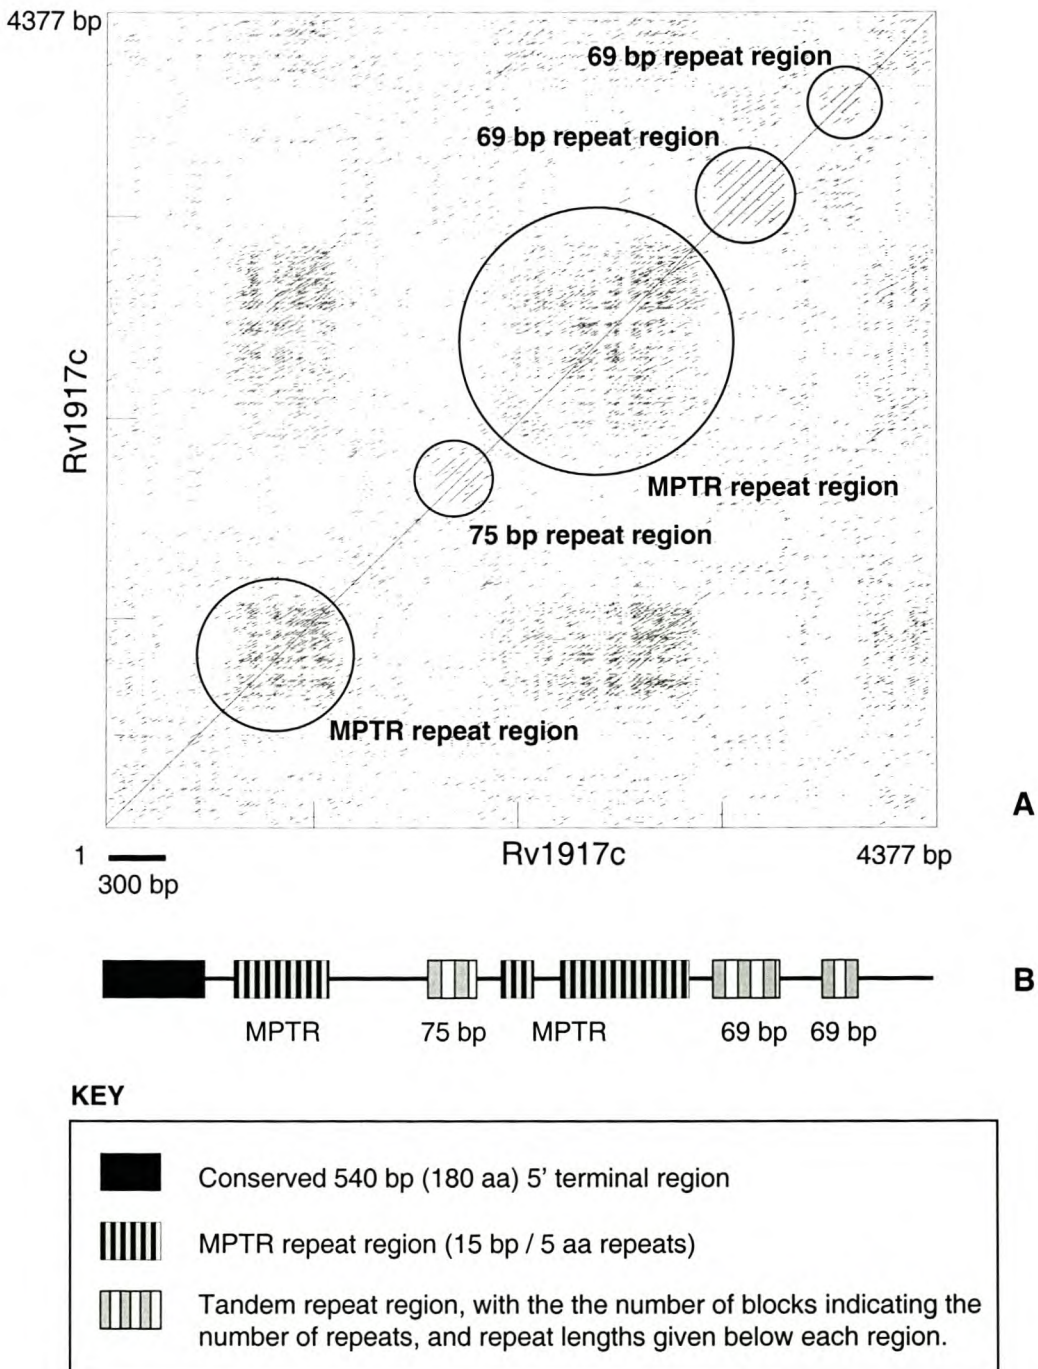 4377 bp
69 bp repeat region
69 bp repeat region
Rv1917c
MPTR repeat region
75 bp repeat region
MPTR repeat region
A
1
Rv1917c
4377 bp
300 bp
B
MPTR
75 bp
MPTR
69 bp
69 bp
KEY
Conserved 540 bp (180 aa) 5' terminal region
MPTR repeat region (15 bp / 5 aa repeats)
Tandem repeat region, with the the number of blocks indicating the
number of repeats, and repeat lengths given below each region.